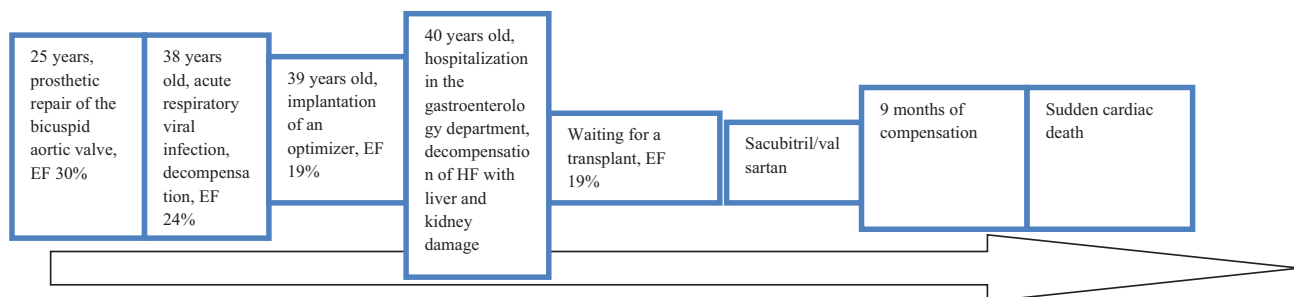 25 years,
prosthetic
repair of the
bicuspid
aortic valve,
EF 30%
38 years
old, acute
respiratory
viral
infection,
decompensa
tion, EF
24%
39 years old,
implantation
of an
optimizer, EF
19%
40 years old,
hospitalization
in the
gastroenterolo
gy department,
decompensatio
n of HF with
liver and
kidney
damage
Waiting for a
transplant, EF
19%
Sacubitril/val
sartan
9 months of
compensation
Sudden cardiac
death